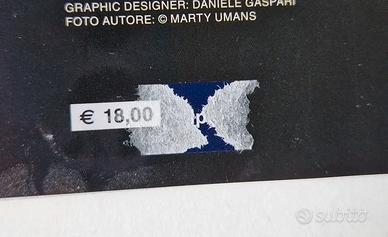 GRAPHIC DESIGNER: DANIELE GASPARI
FOTO AUTORE: © MARTY UMANS
€ 18,00
p
subito